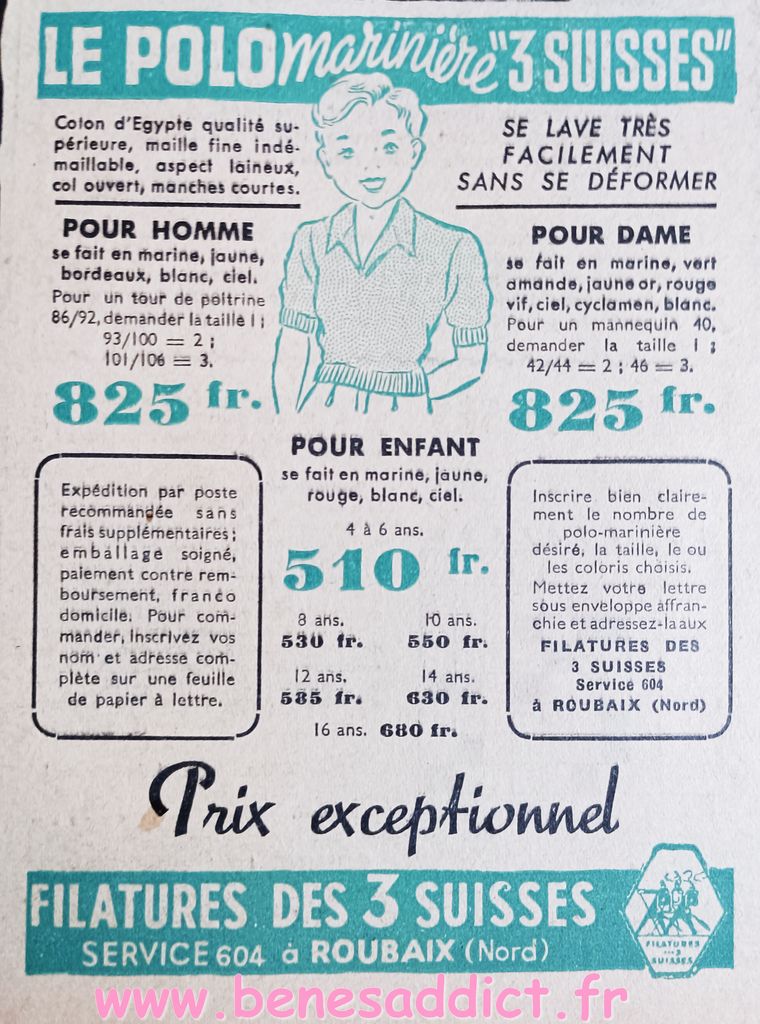 LE POLO marinière "3 SUISSES"
Coton d'Egypte qualité su-
périeure, maille fine indé-
maillable, aspect laineux,
col ouvert, manches courtes.
SE LAVE TRÈS
FACILEMENT
SANS SE DÉFORMER
POUR HOMME
se fait en marine, jaune,
bordeaux, blanc, ciel.
Pour un tour de poitrine
86/92, demander la taille 1 ;
93/100 = 2 ;
101/106 = 3.
825 fr.
POUR DAME
se fait en marine, vert
amande, jaune or, rouge
vif, ciel, cyclamen, blanc.
Pour un mannequin 40,
demander la taille 1 ;
42/44 = 2 ; 46 = 3.
825 fr.
POUR ENFANT
se fait en marine, jaune,
rouge, blanc, ciel.
4 à 6 ans.
510 fr.
8 ans. 10 ans.
530 fr. 550 fr.
12 ans. 14 ans.
585 fr. 630 fr.
16 ans. 680 fr.
Expédition par poste
recommandée sans
frais supplémentaires ;
emballage soigné,
paiement contre rem-
boursement, franco
domicile. Pour com-
mander, inscrivez vos
nom et adresse com-
plète sur une feuille
de papier à lettre.
Inscrire bien claire-
ment le nombre de
polo-marinière
désiré, la taille, le ou
les coloris choisis.
Mettez votre lettre
sous enveloppe affran-
chie et adressez-la aux
FILATURES DES
3 SUISSES
Service 604
à ROUBAIX (Nord)
Prix exceptionnel
FILATURES DES 3 SUISSES
SERVICE 604 à ROUBAIX (Nord)
FILATURES
3
SUISSES
www.benesaddict.fr